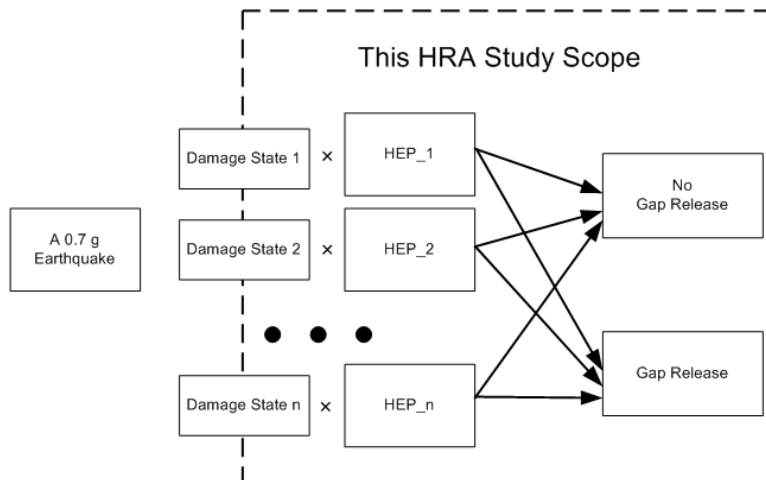 This HRA Study Scope
Damage State 1
×
HEP_1
No
Gap Release
A 0.7 g
Earthquake
Damage State 2
×
HEP_2
Gap Release
Damage State n
×
HEP_n